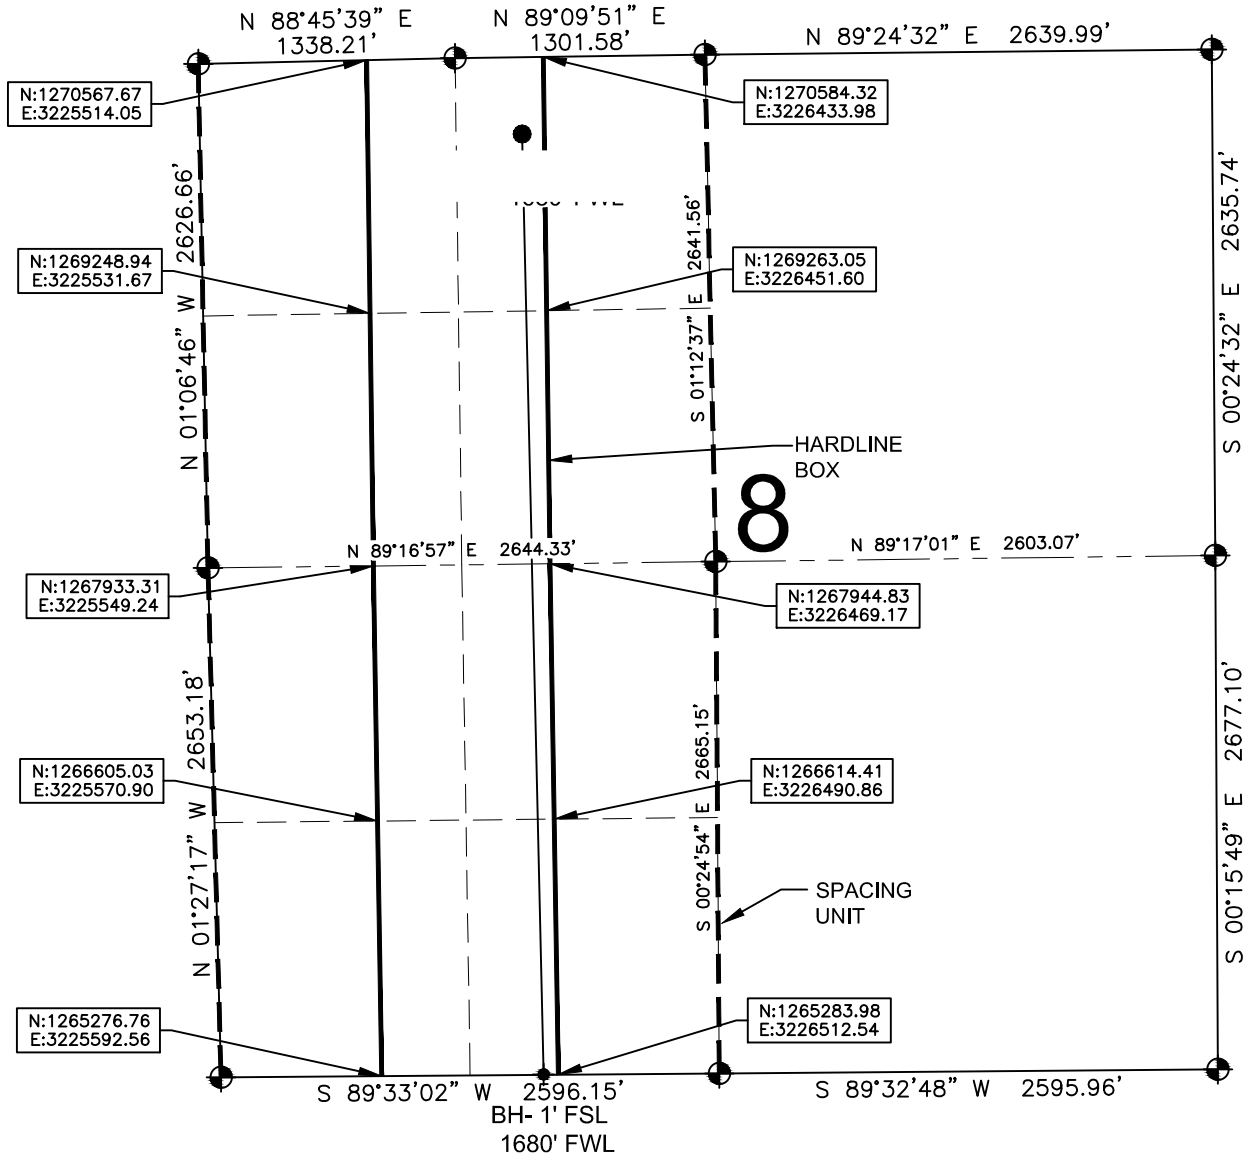 N 88°45'39" E
1338.21'
N 89°09'51" E
1301.58'
N 89°24'32" E 2639.99'
N:1270567.67
E:3225514.05
N:1270584.32
E:3226433.98
N 01°06'46" W 2626.66'
S 01°12'37" E 2641.56'
S 00°24'32" E 2635.74'
N:1269248.94
E:3225531.67
N:1269263.05
E:3226451.60
HARDLINE
BOX
8
N 89°16'57" E 2644.33'
N 89°17'01" E 2603.07'
N:1267933.31
E:3225549.24
N:1267944.83
E:3226469.17
N 01°27'17" W 2653.18'
S 00°24'54" E 2665.15'
S 00°15'49" E 2677.10'
N:1266605.03
E:3225570.90
N:1266614.41
E:3226490.86
SPACING
UNIT
N:1265276.76
E:3225592.56
N:1265283.98
E:3226512.54
S 89°33'02" W 2596.15'
S 89°32'48" W 2595.96'
BH- 1' FSL
1680' FWL